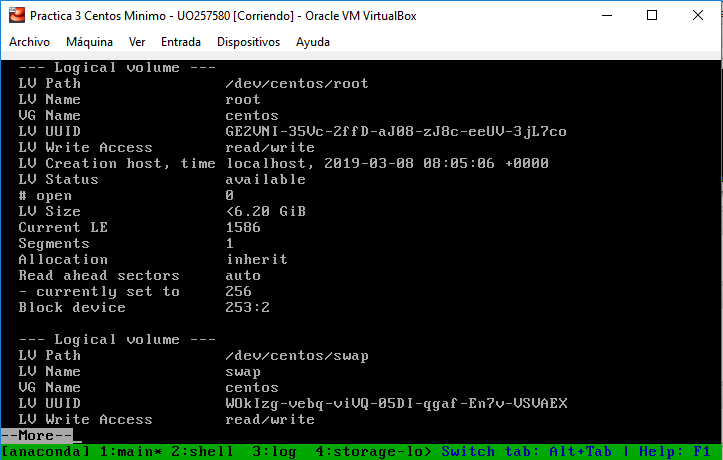 Practica 3 Centos Minimo - UO257580 [Corriendo] - Oracle VM VirtualBox
Archivo Máquina Ver Entrada Dispositivos Ayuda
--- Logical volume ---
LV Path /dev/centos/root
LV Name root
VG Name centos
LV UUID GE2VNI-35Vc-2ffD-aJ08-zJ8c-eeUV-3jL7co
LV Write Access read/write
LV Creation host, time localhost, 2019-03-08 08:05:06 +0000
LV Status available
# open 0
LV Size <6.20 GiB
Current LE 1586
Segments 1
Allocation inherit
Read ahead sectors auto
- currently set to 256
Block device 253:2
--- Logical volume ---
LV Path /dev/centos/swap
LV Name swap
VG Name centos
LV UUID WOkIzg-vebq-viVQ-05DI-qgaf-En7v-VSVAEX
LV Write Access read/write
--More--
[anaconda] 1:main* 2:shell 3:log 4:storage-lo> Switch tab: Alt+Tab | Help: F1